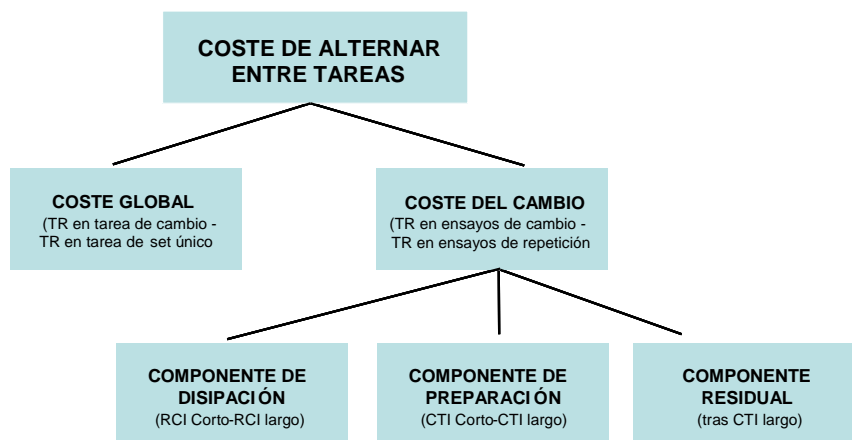 COSTE DE ALTERNAR
ENTRE TAREAS
COSTE GLOBAL
(TR en tarea de cambio -
TR en tarea de set único
COSTE DEL CAMBIO
(TR en ensayos de cambio -
TR en ensayos de repetición
COMPONENTE DE
DISIPACIÓN
(RCI Corto-RCI largo)
COMPONENTE DE
PREPARACIÓN
(CTI Corto-CTI largo)
COMPONENTE
RESIDUAL
(tras CTI largo)